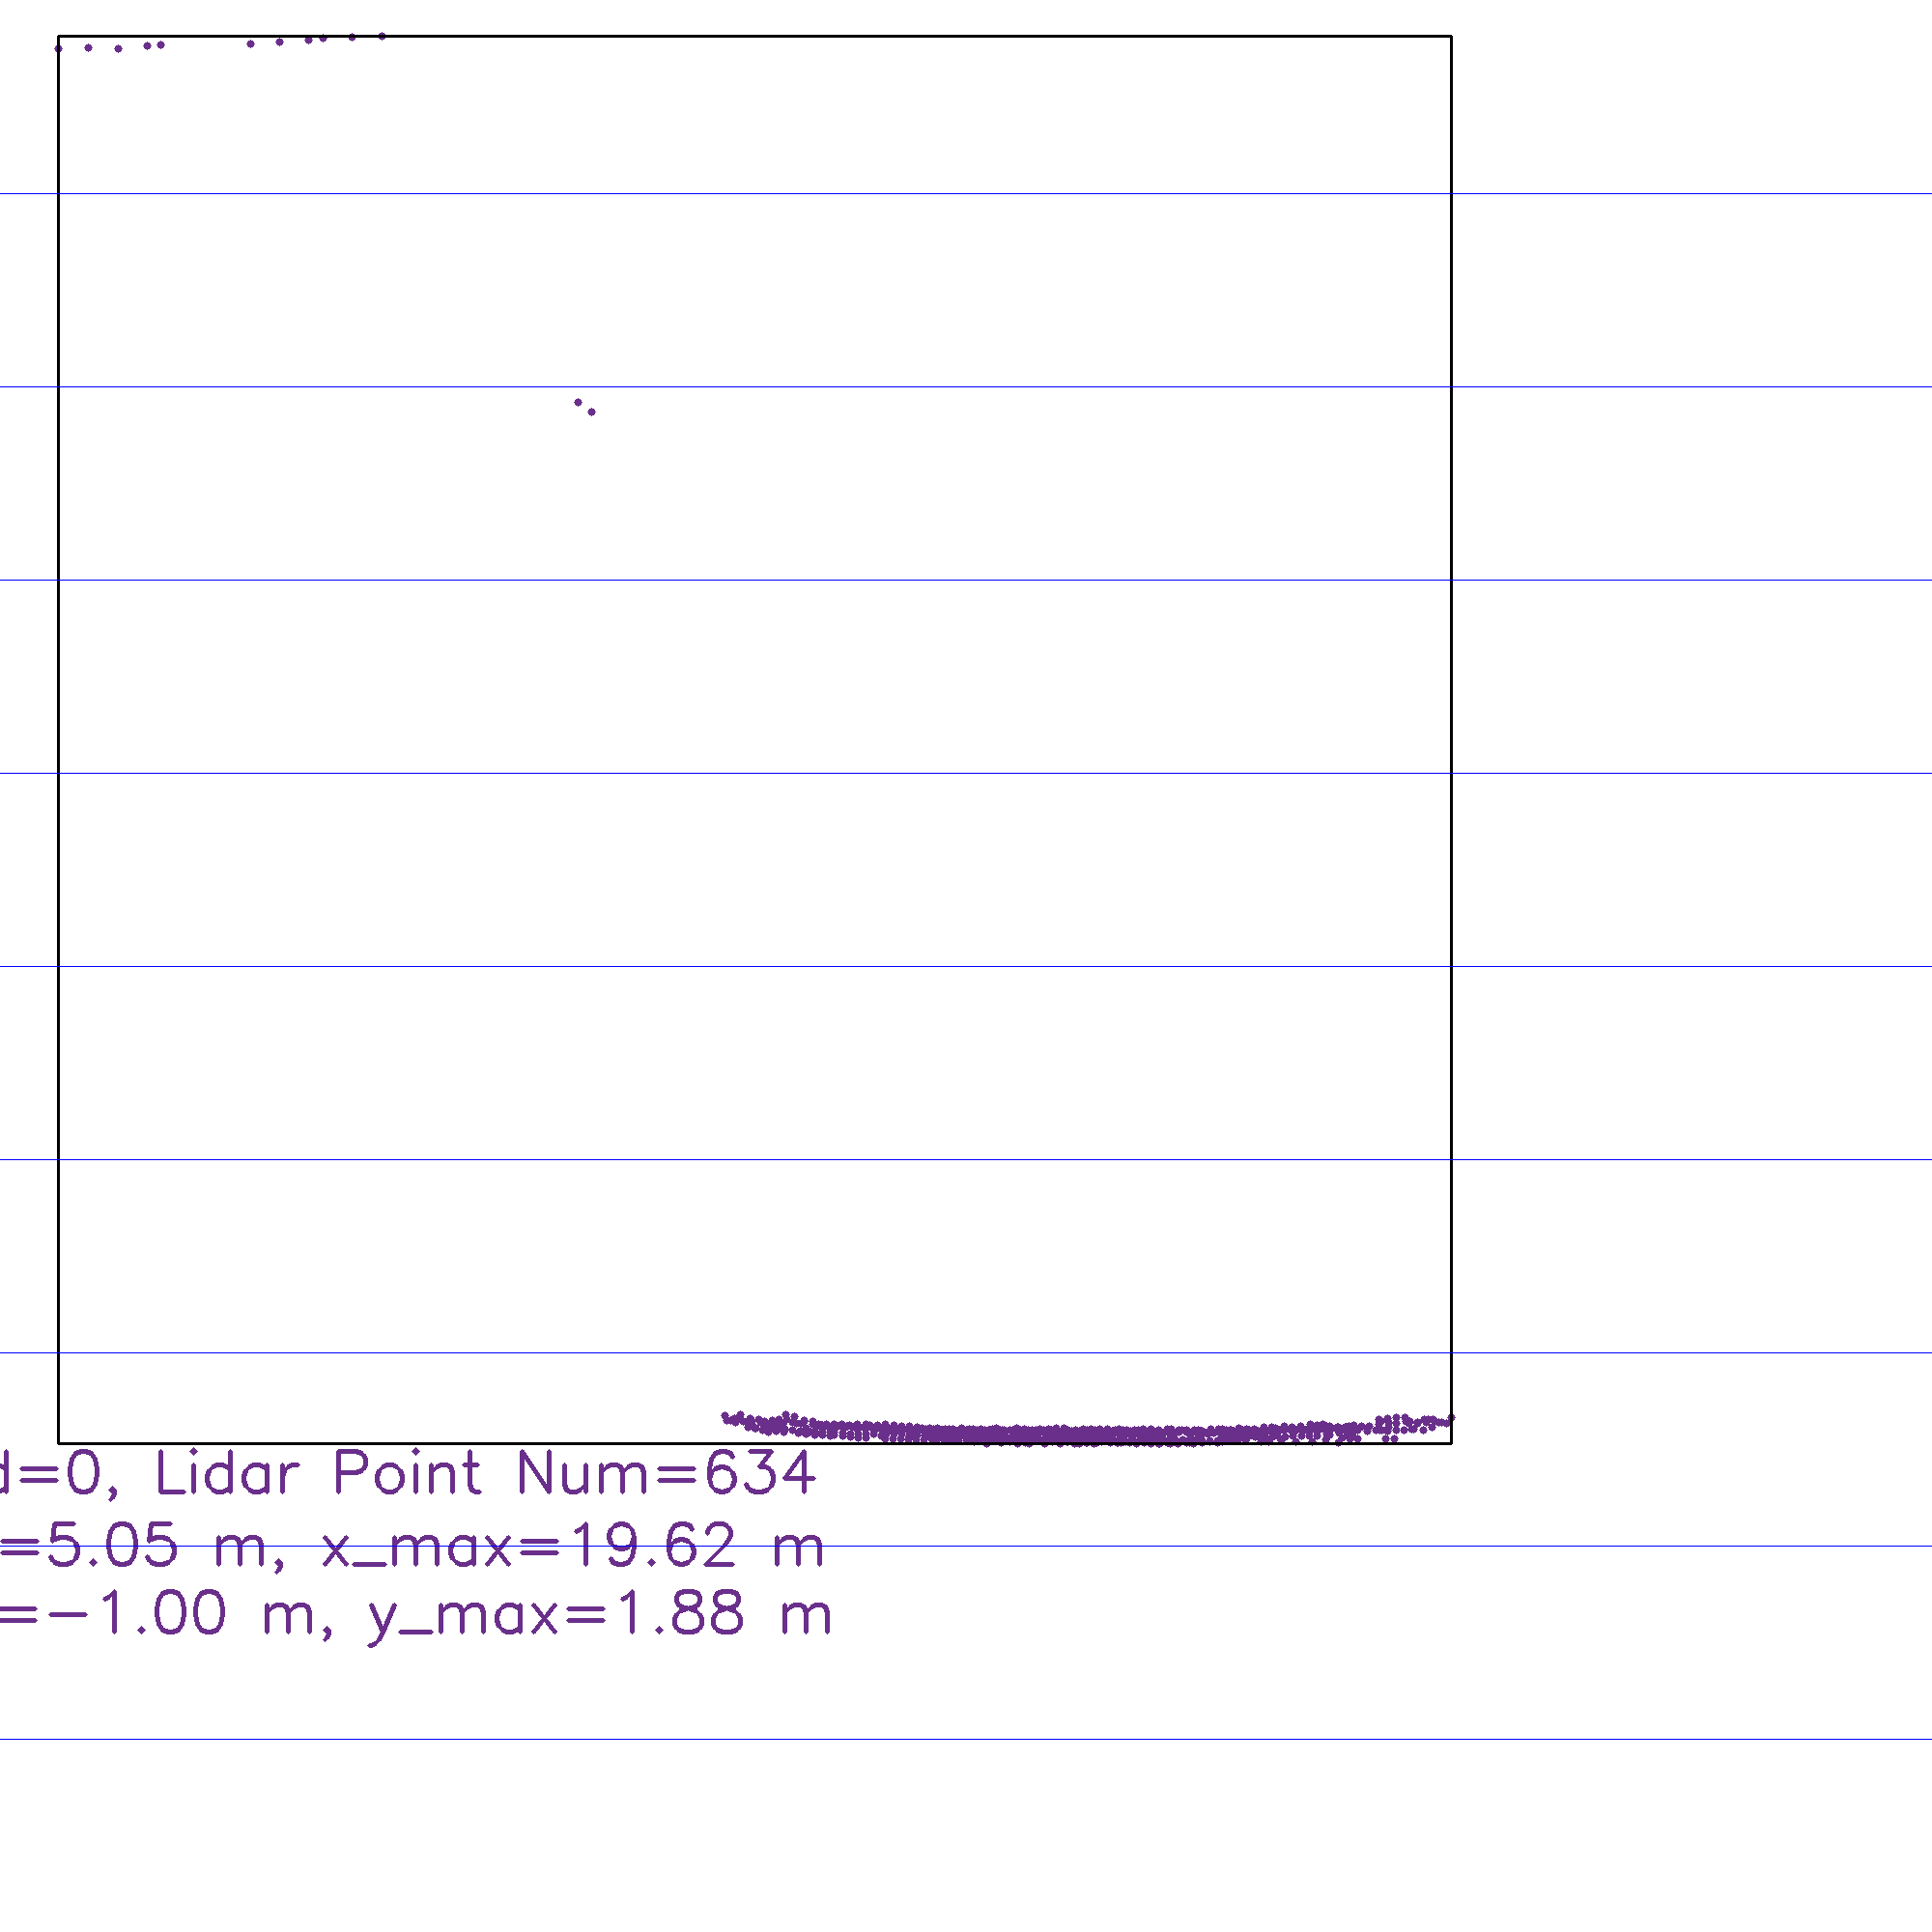 d=0, Lidar Point Num=634
=5.05 m, x_max=19.62 m
=-1.00 m, y_max=1.88 m